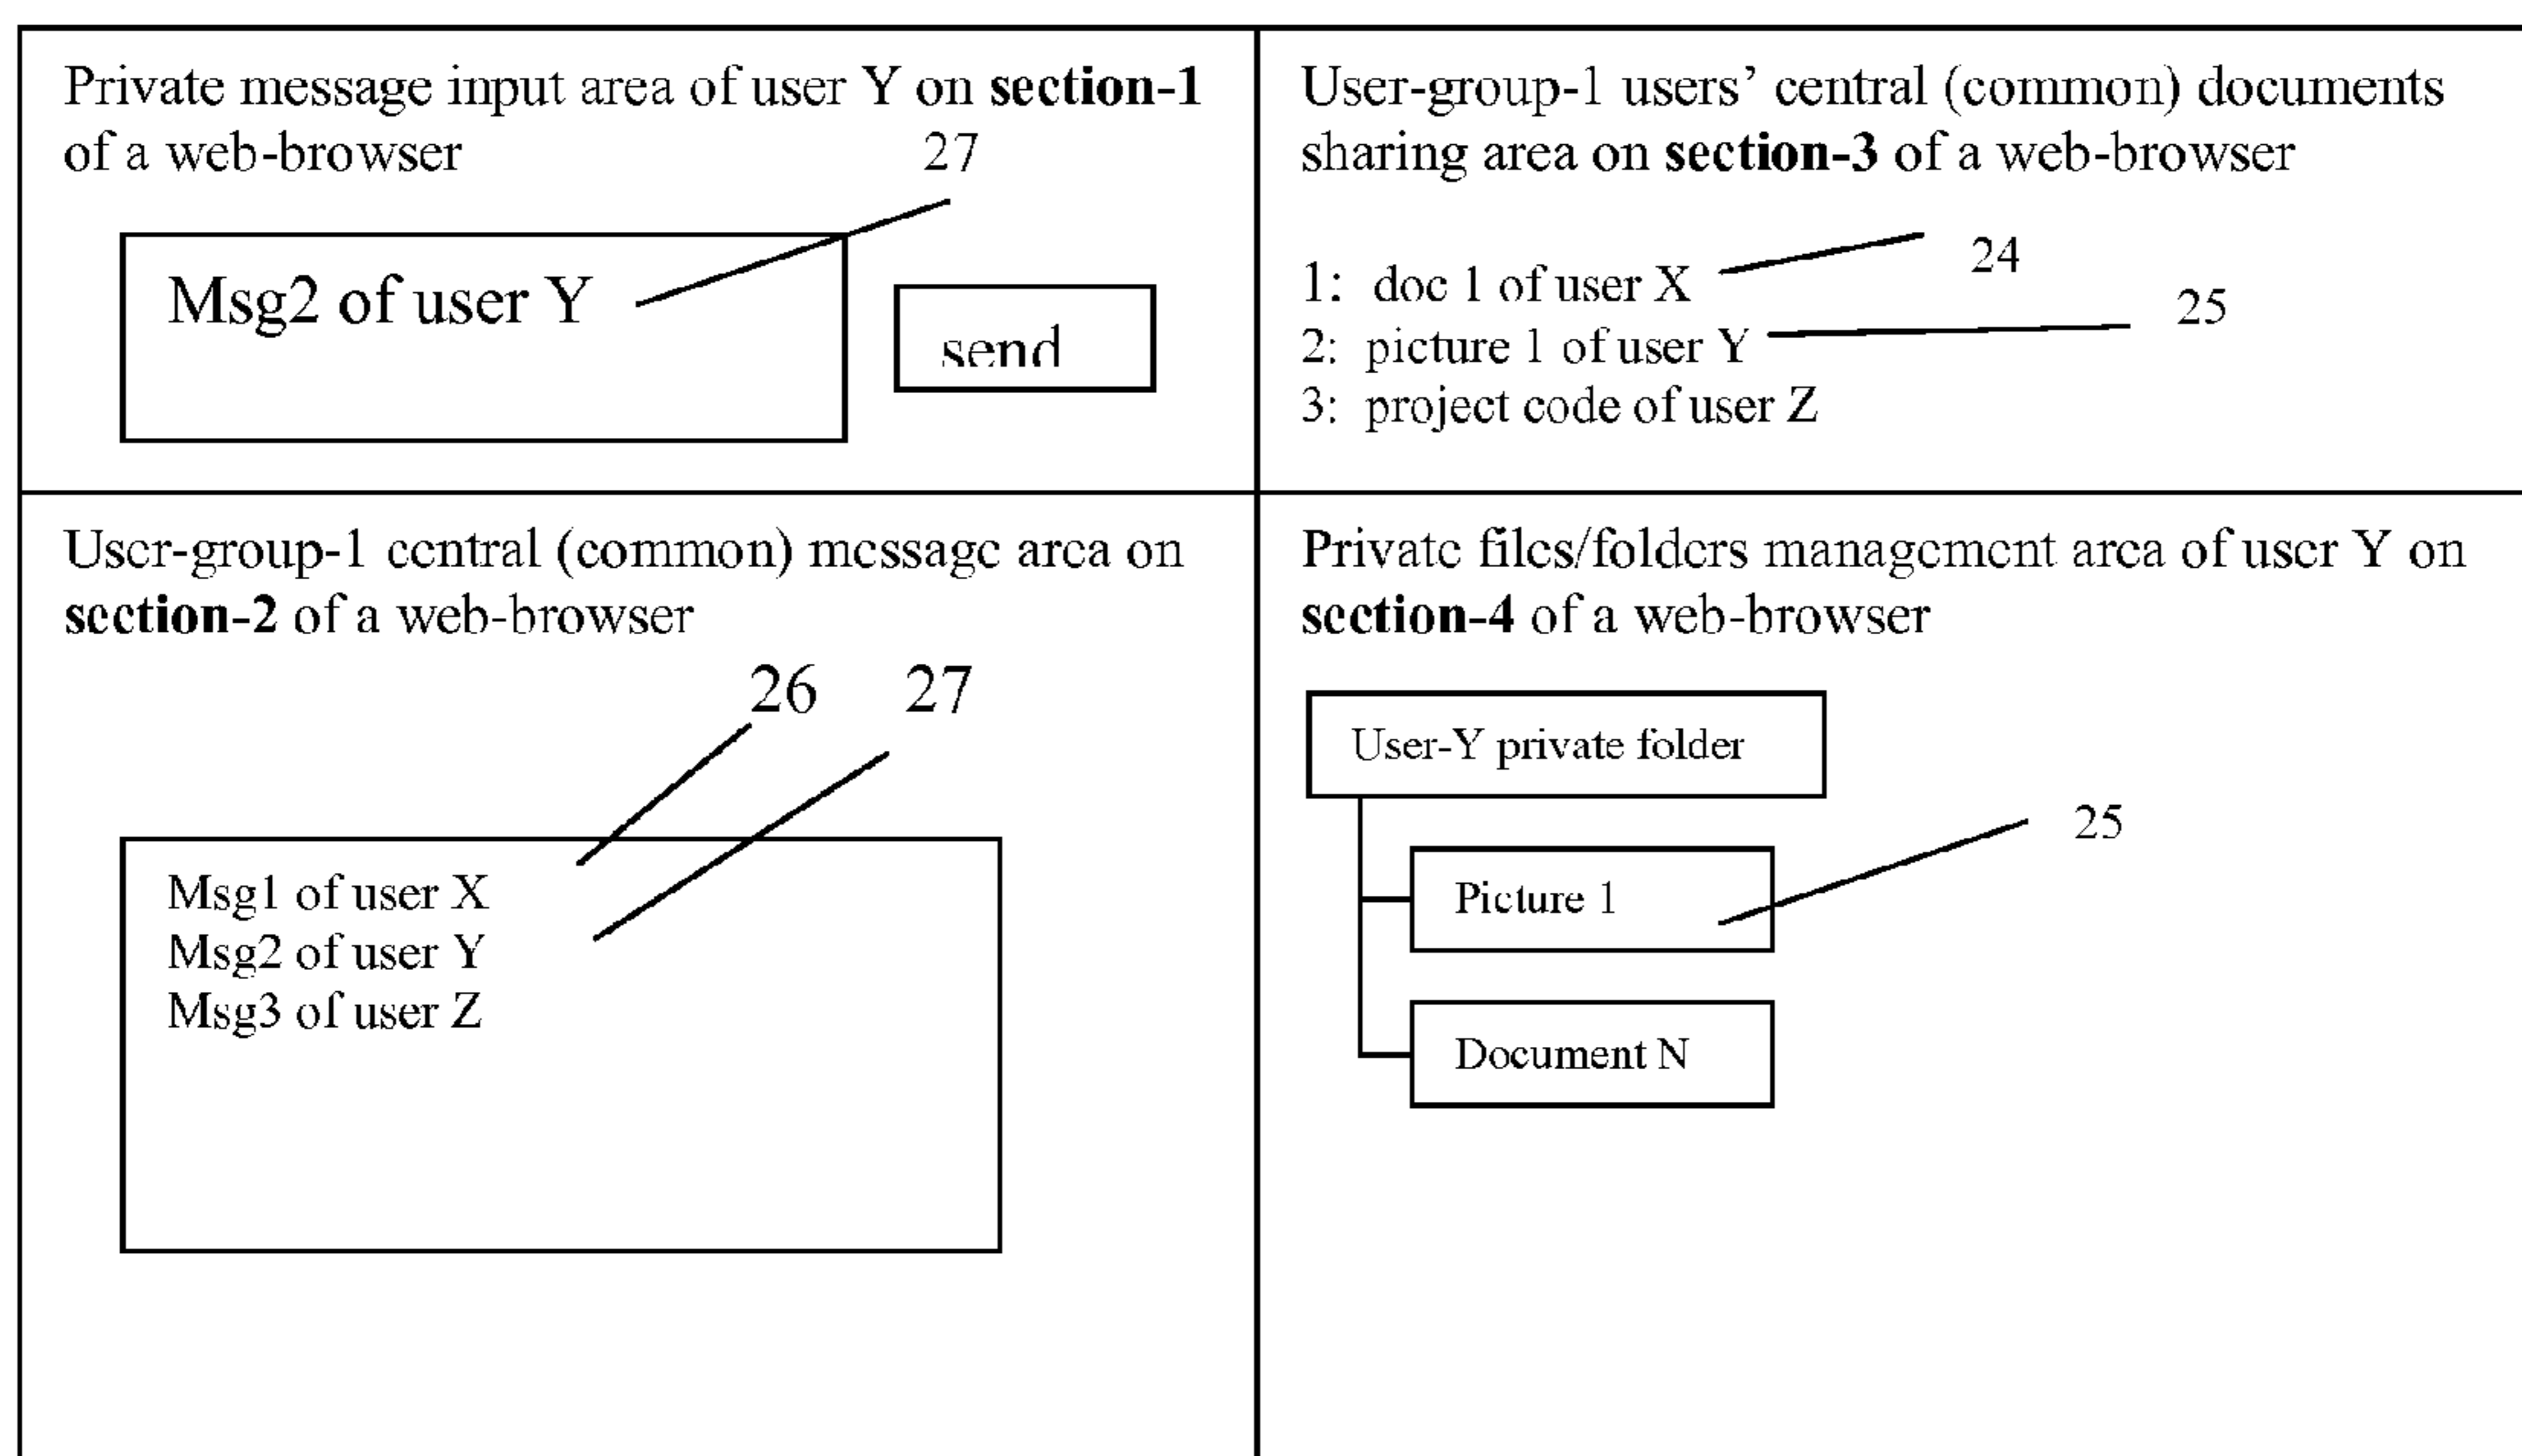 Private message input area of user Y on section-1
of a web-browser
27
Msg2 of user Y
send
User-group-1 users’ central (common) documents
sharing area on section-3 of a web-browser
24
1: doc 1 of user X
25
2: picture 1 of user Y
3: project code of user Z
User-group-1 central (common) message area on
section-2 of a web-browser
26 27
Msg1 of user X
Msg2 of user Y
Msg3 of user Z
Private files/folders management area of user Y on
section-4 of a web-browser
User-Y private folder
25
Picture 1
Document N